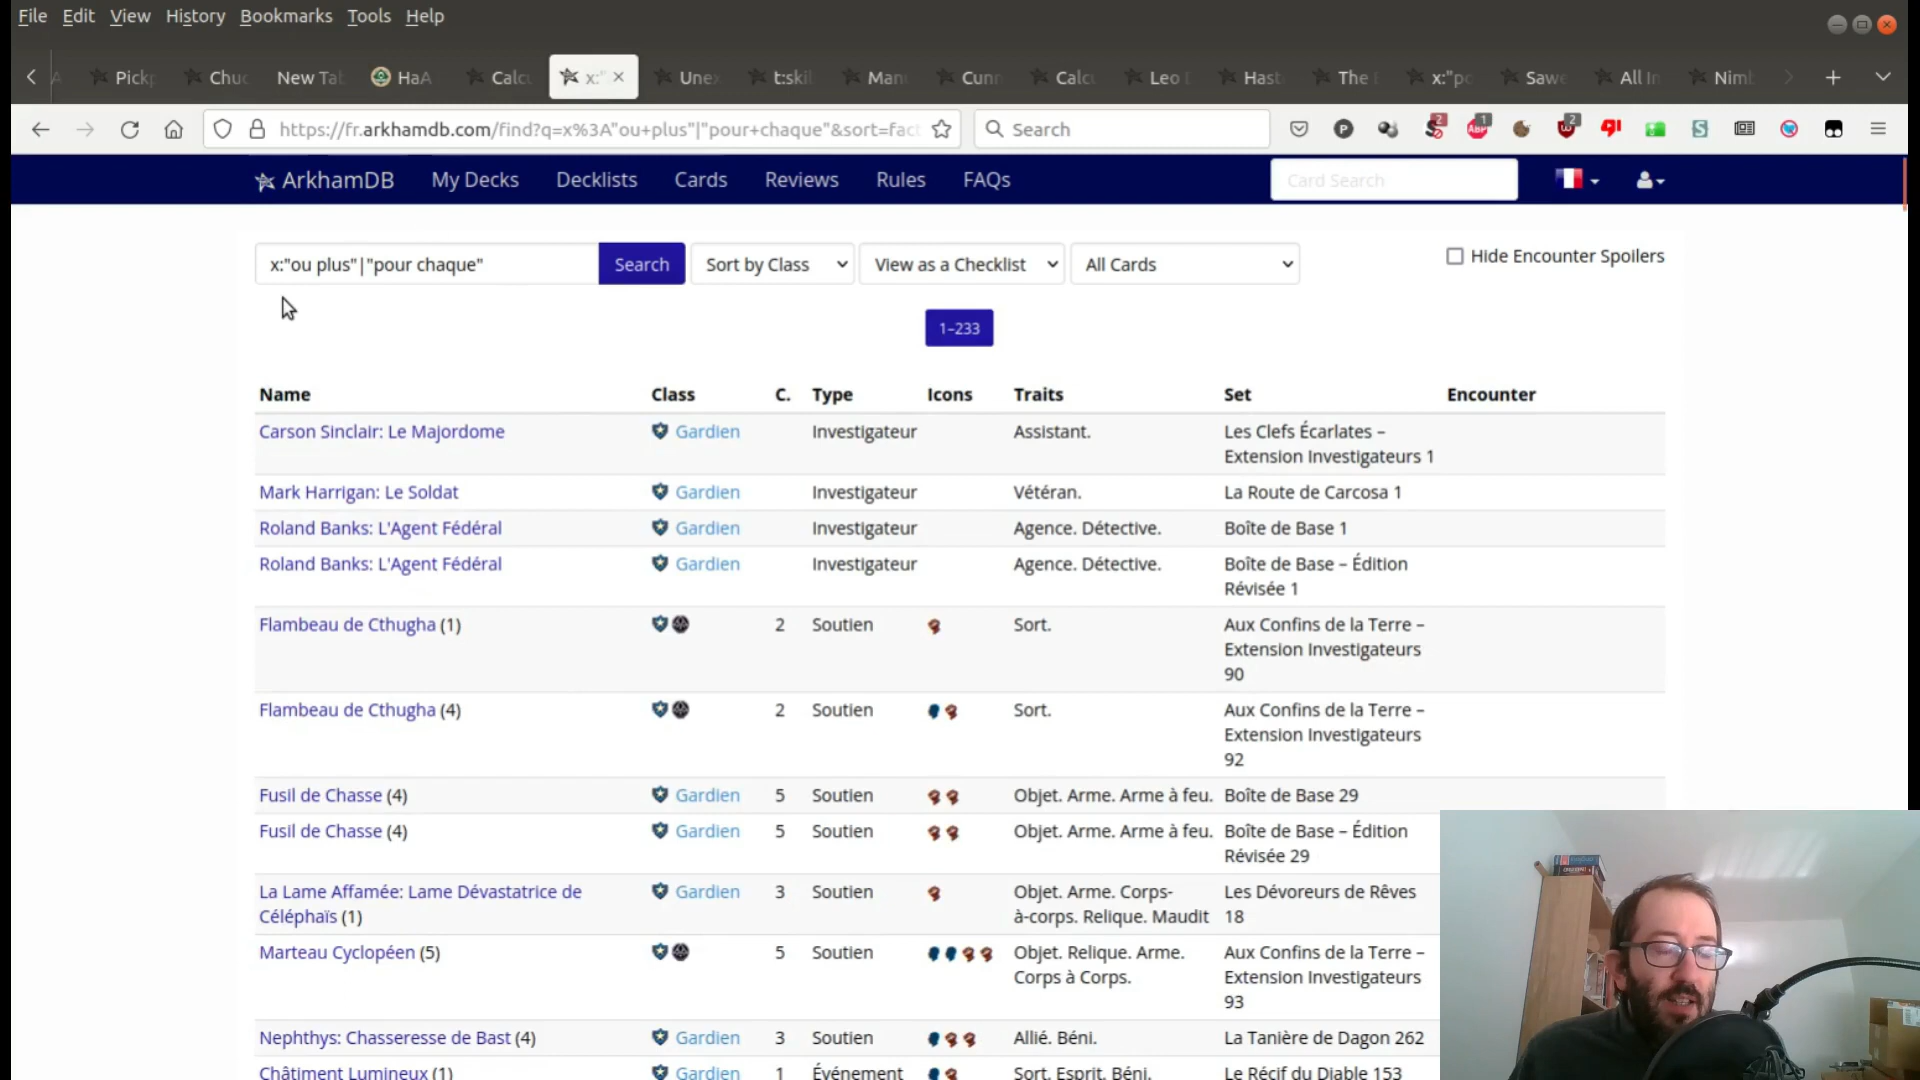 File Edit View History Bookmarks Tools Help
Pick Chuc New Ta HaA Calc x:" Une t:skil Man Cunn Calc Leo Hast The x:"po Saw All In Nim
https://fr.arkhamdb.com/find?q=x%3A"ou+plus"|"pour+chaque"&sort=fac Search
ArkhamDB My Decks Decklists Cards Reviews Rules FAQs Card Search
x:"ou plus"|"pour chaque" Search Sort by Class View as a Checklist All Cards Hide Encounter Spoilers
1–233
Name Class C. Type Icons Traits Set Encounter
Carson Sinclair: Le Majordome Gardien Investigateur Assistant. Les Clefs Écarlates –
Extension Investigateurs 1
Mark Harrigan: Le Soldat Gardien Investigateur Vétéran. La Route de Carcosa 1
Roland Banks: L'Agent Fédéral Gardien Investigateur Agence. Détective. Boîte de Base 1
Roland Banks: L'Agent Fédéral Gardien Investigateur Agence. Détective. Boîte de Base – Édition
Révisée 1
Flambeau de Cthugha (1) 2 Soutien Sort. Aux Confins de la Terre –
Extension Investigateurs
90
Flambeau de Cthugha (4) 2 Soutien Sort. Aux Confins de la Terre –
Extension Investigateurs
92
Fusil de Chasse (4) Gardien 5 Soutien Objet. Arme. Arme à feu. Boîte de Base 29
Fusil de Chasse (4) Gardien 5 Soutien Objet. Arme. Arme à feu. Boîte de Base – Édition
Révisée 29
La Lame Affamée: Lame Dévastatrice de Gardien 3 Soutien Objet. Arme. Corps- Les Dévoreurs de Rêves
Céléphaïs (1) à-corps. Relique. Maudit 18
Marteau Cyclopéen (5) 5 Soutien Objet. Relique. Arme. Aux Confins de la Terre –
Corps à Corps. Extension Investigateurs
93
Nephthys: Chasseresse de Bast (4) Gardien 3 Soutien Allié. Béni. La Tanière de Dagon 262
Châtiment Lumineux (1) Gardien 1 Événement Sort. Esprit. Béni. Le Récif du Diable 153